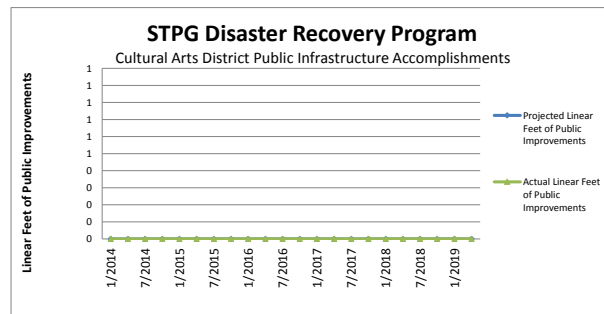 STPG Disaster Recovery Program
Cultural Arts District Public Infrastructure Accomplishments
Linear Feet of Public Improvements
1
1
1
1
1
1
0
0
0
0
0
1/2014
7/2014
1/2015
7/2015
1/2016
7/2016
1/2017
7/2017
1/2018
7/2018
1/2019
Projected Linear
Feet of Public
Improvements
Actual Linear Feet
of Public
Improvements